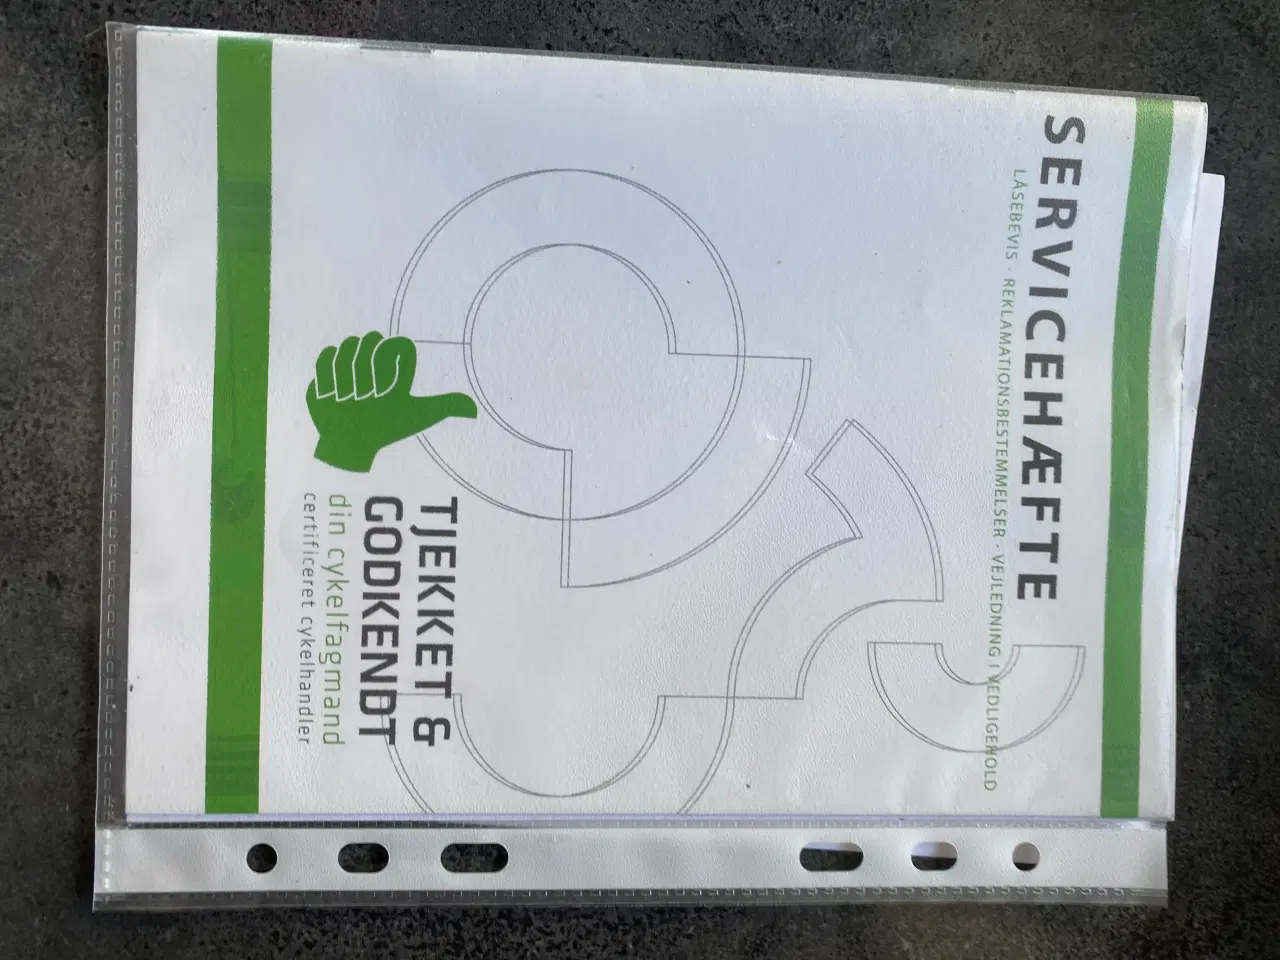 SERVICEHÆFTE
LÅSEBEVIS · REKLAMATIONSBESTEMMELSER · VEJLEDNING I VEDLIGEHOLD
TJEKKET &
GODKENDT
din cykelfagmand
certificeret cykelhandler